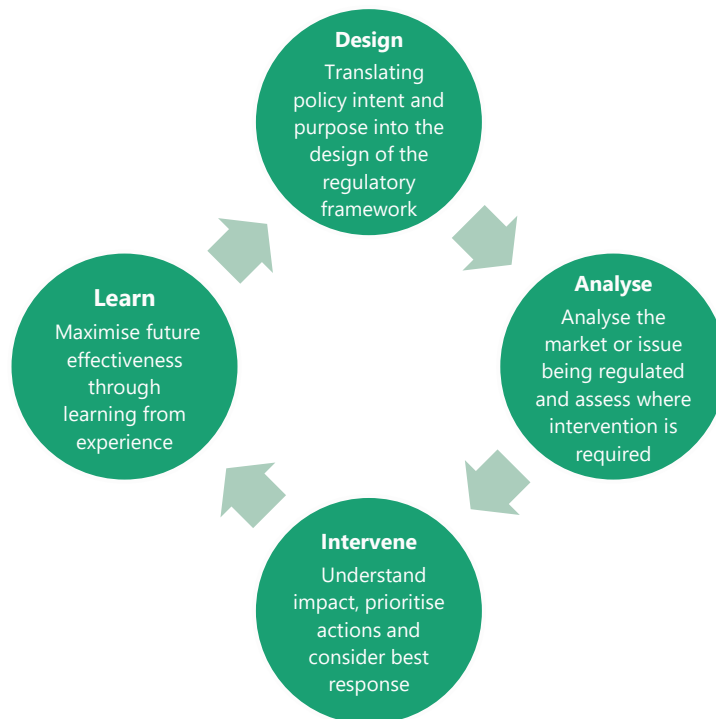 Design
Translating
policy intent and
purpose into the
design of the
regulatory
framework
Analyse
Analyse the
market or issue
being regulated
and assess where
intervention is
required
Intervene
Understand
impact, prioritise
actions and
consider best
response
Learn
Maximise future
effectiveness
through
learning from
experience